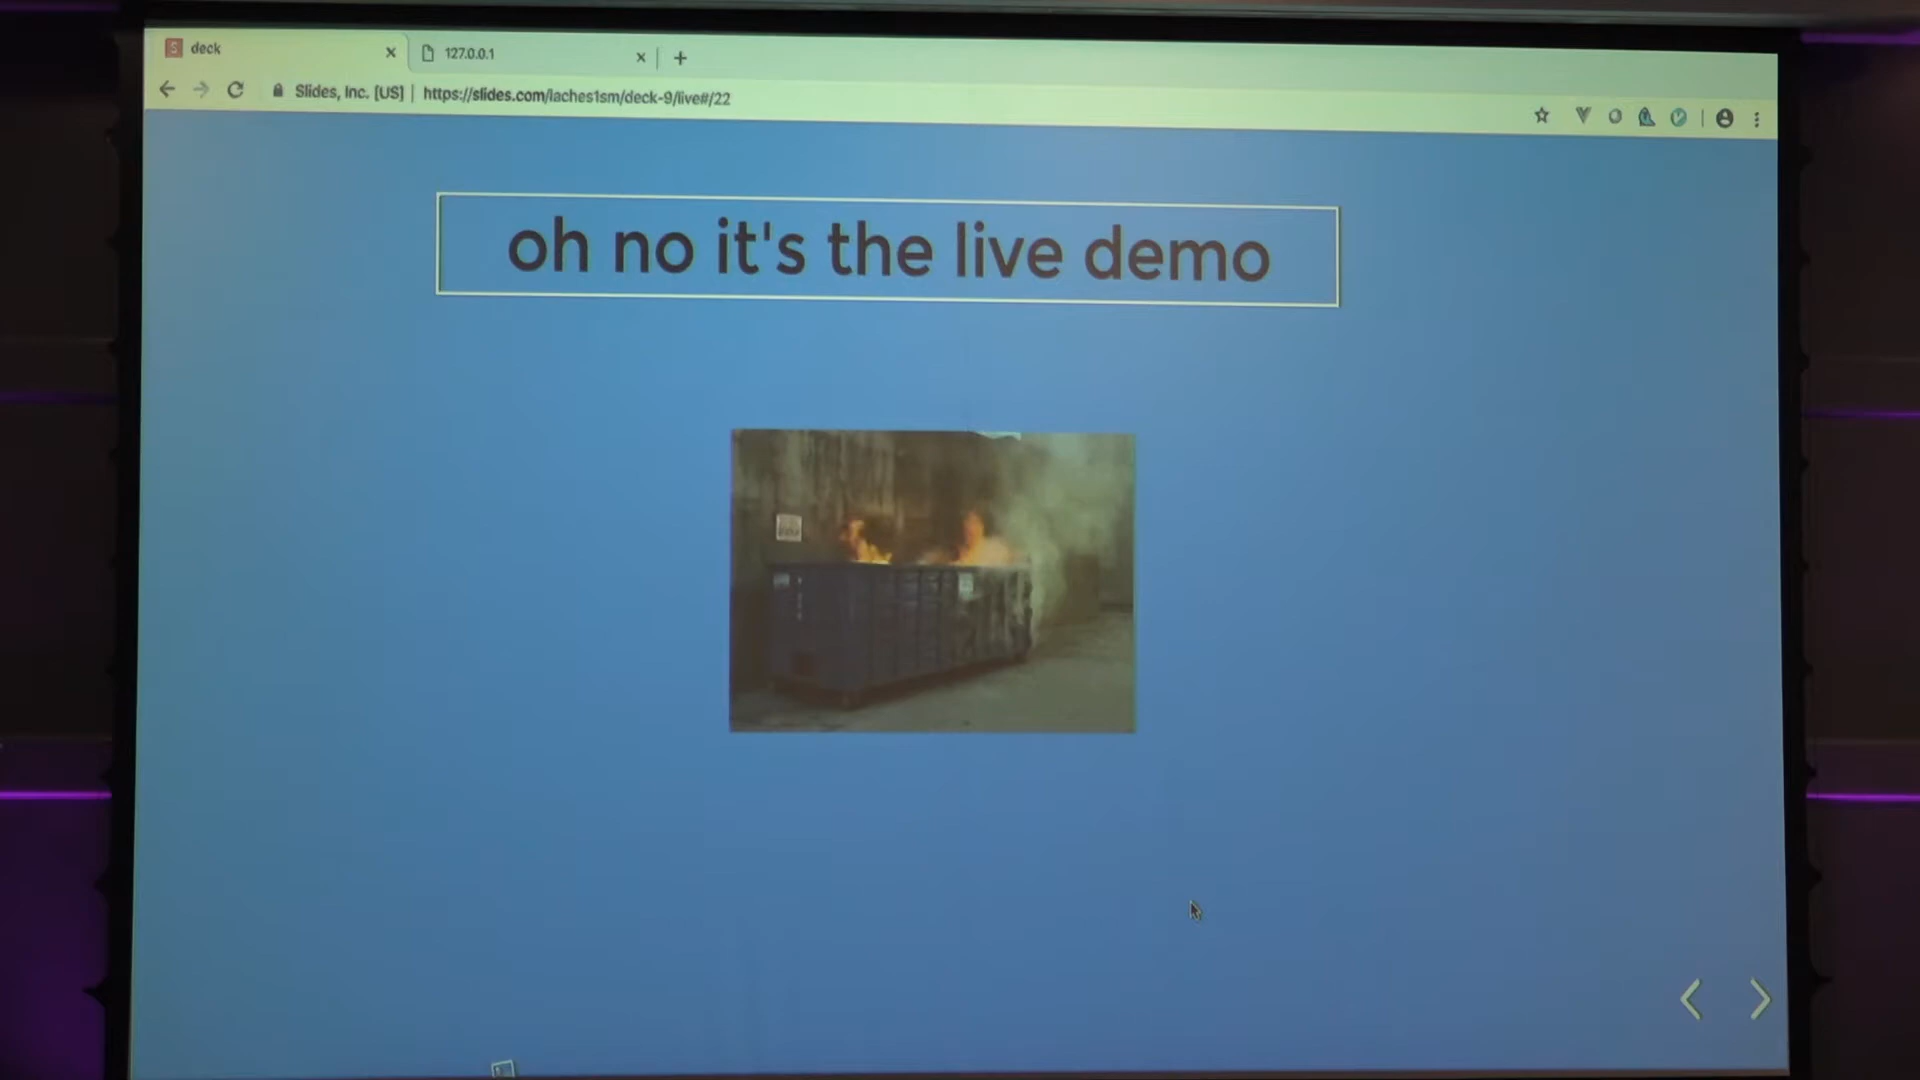 deck
127.0.0.1
Slides, Inc. [US] | https://slides.com/laches1sm/deck-9/live#/22
oh no it's the live demo